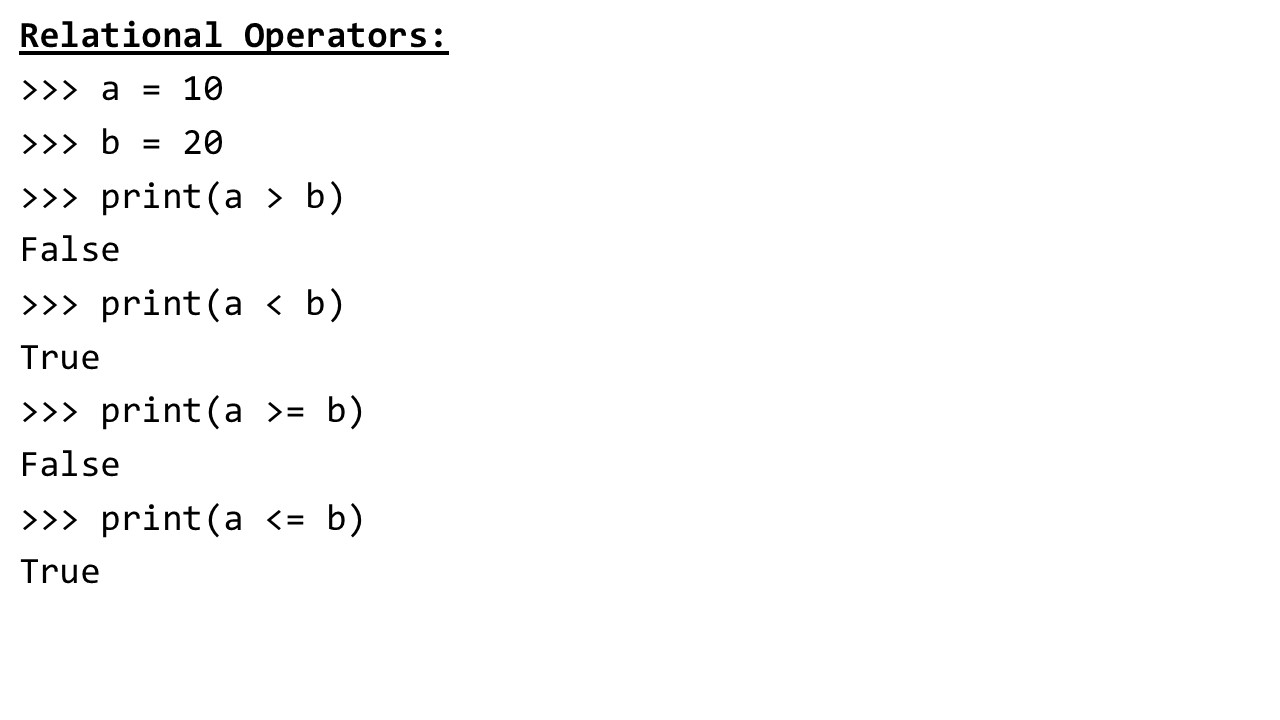 Relational Operators:
>>> a = 10
>>> b = 20
>>> print(a > b)
False
>>> print(a < b)
True
>>> print(a >= b)
False
>>> print(a <= b)
True